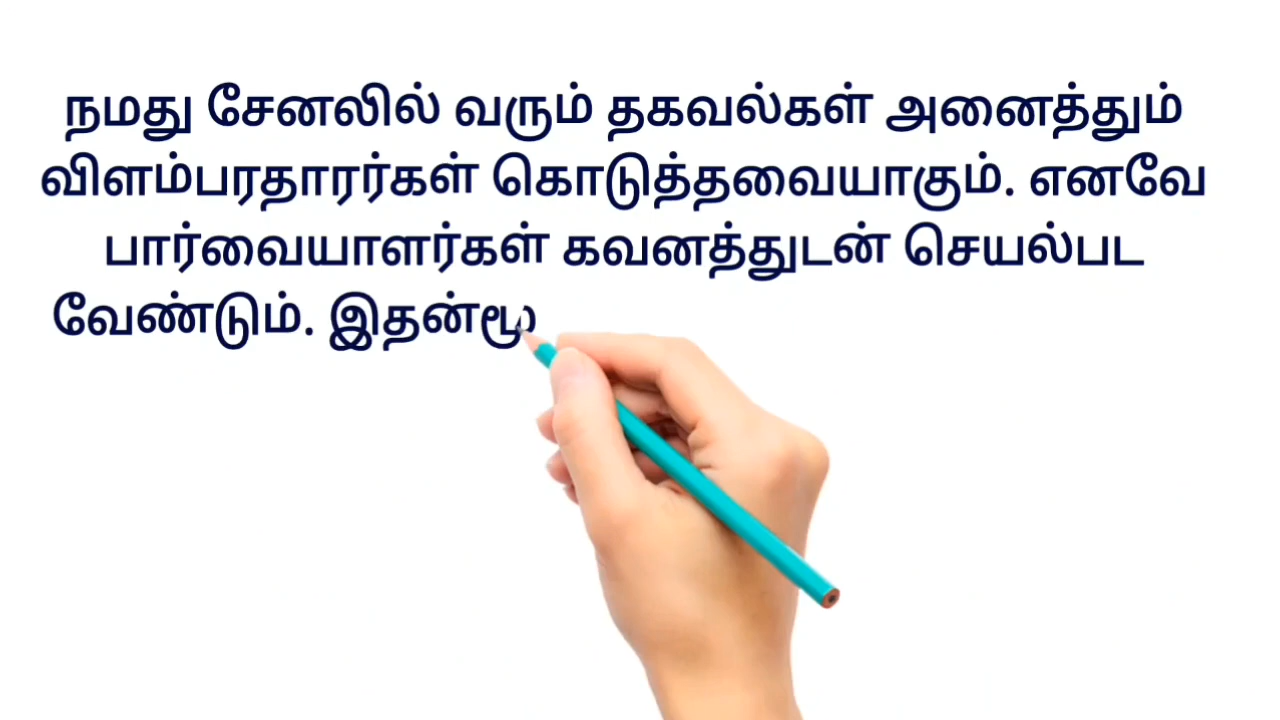 நமது சேனலில் வரும் தகவல்கள் அனைத்தும்
விளம்பரதாரர்கள் கொடுத்தவையாகும். எனவே
பார்வையாளர்கள் கவனத்துடன் செயல்பட
வேண்டும். இதன்மூ